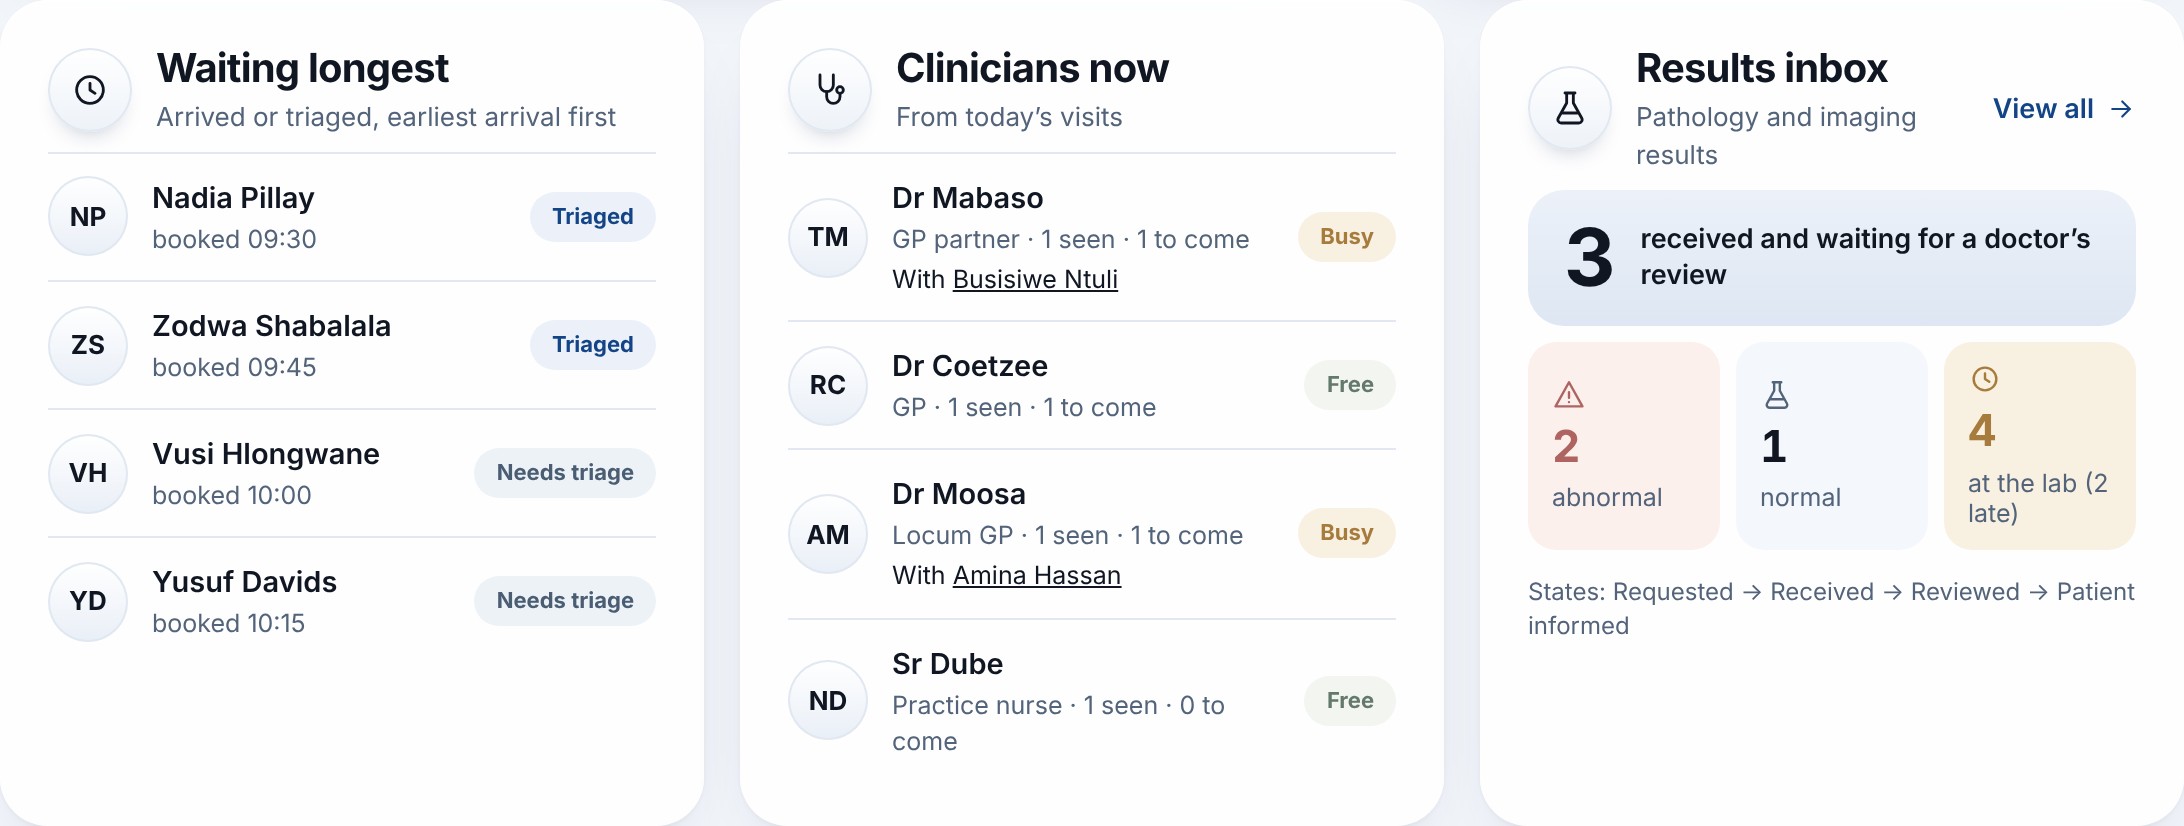 Waiting longest
Arrived or triaged, earliest arrival first
NP
Nadia Pillay
booked 09:30
Triaged
ZS
Zodwa Shabalala
booked 09:45
Triaged
VH
Vusi Hlongwane
booked 10:00
Needs triage
YD
Yusuf Davids
booked 10:15
Needs triage
Clinicians now
From today’s visits
TM
Dr Mabaso
GP partner · 1 seen · 1 to come
With Busisiwe Ntuli
Busy
RC
Dr Coetzee
GP · 1 seen · 1 to come
Free
AM
Dr Moosa
Locum GP · 1 seen · 1 to come
With Amina Hassan
Busy
ND
Sr Dube
Practice nurse · 1 seen · 0 to
come
Free
Results inbox
Pathology and imaging
results
View all →
3
received and waiting for a doctor’s
review
2
abnormal
1
normal
4
at the lab (2
late)
States: Requested → Received → Reviewed → Patient
informed